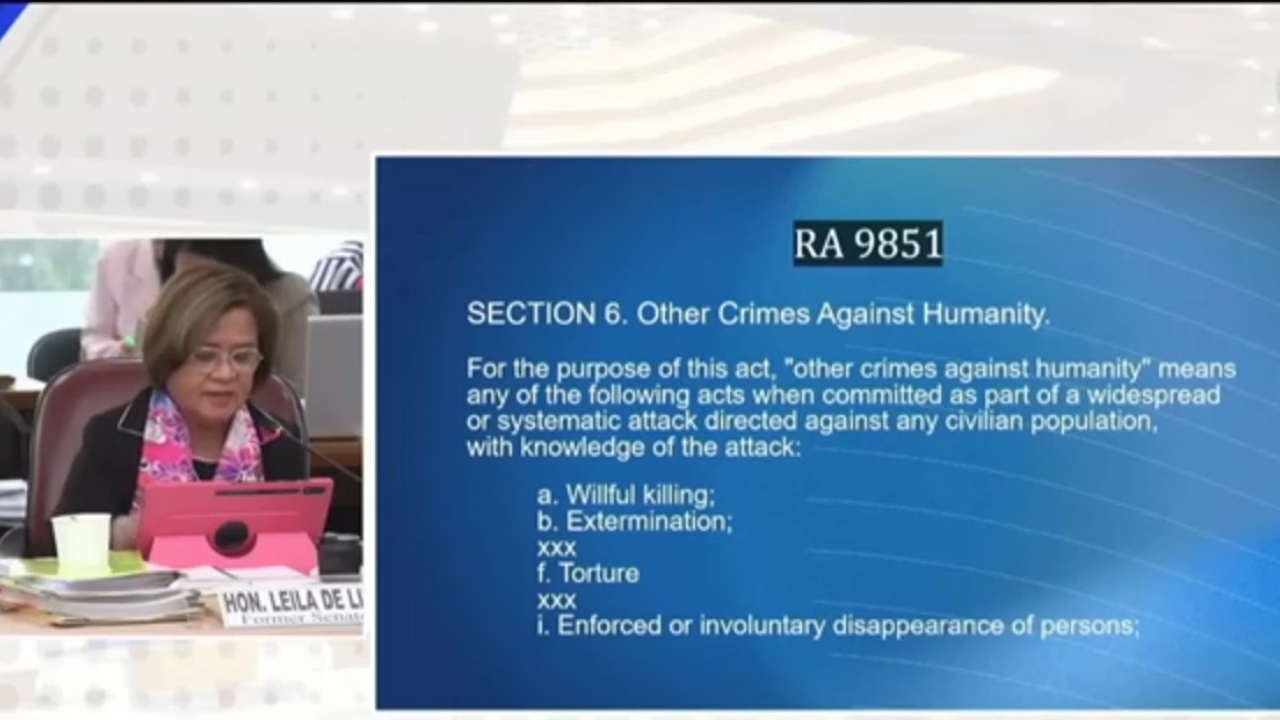 RA 9851
SECTION 6. Other Crimes Against Humanity.
For the purpose of this act, "other crimes against humanity" means
any of the following acts when committed as part of a widespread
or systematic attack directed against any civilian population,
with knowledge of the attack:
a. Willful killing;
b. Extermination;
xxx
f. Torture
xxx
i. Enforced or involuntary disappearance of persons;
HON. LEILA DE LI
Former Senat